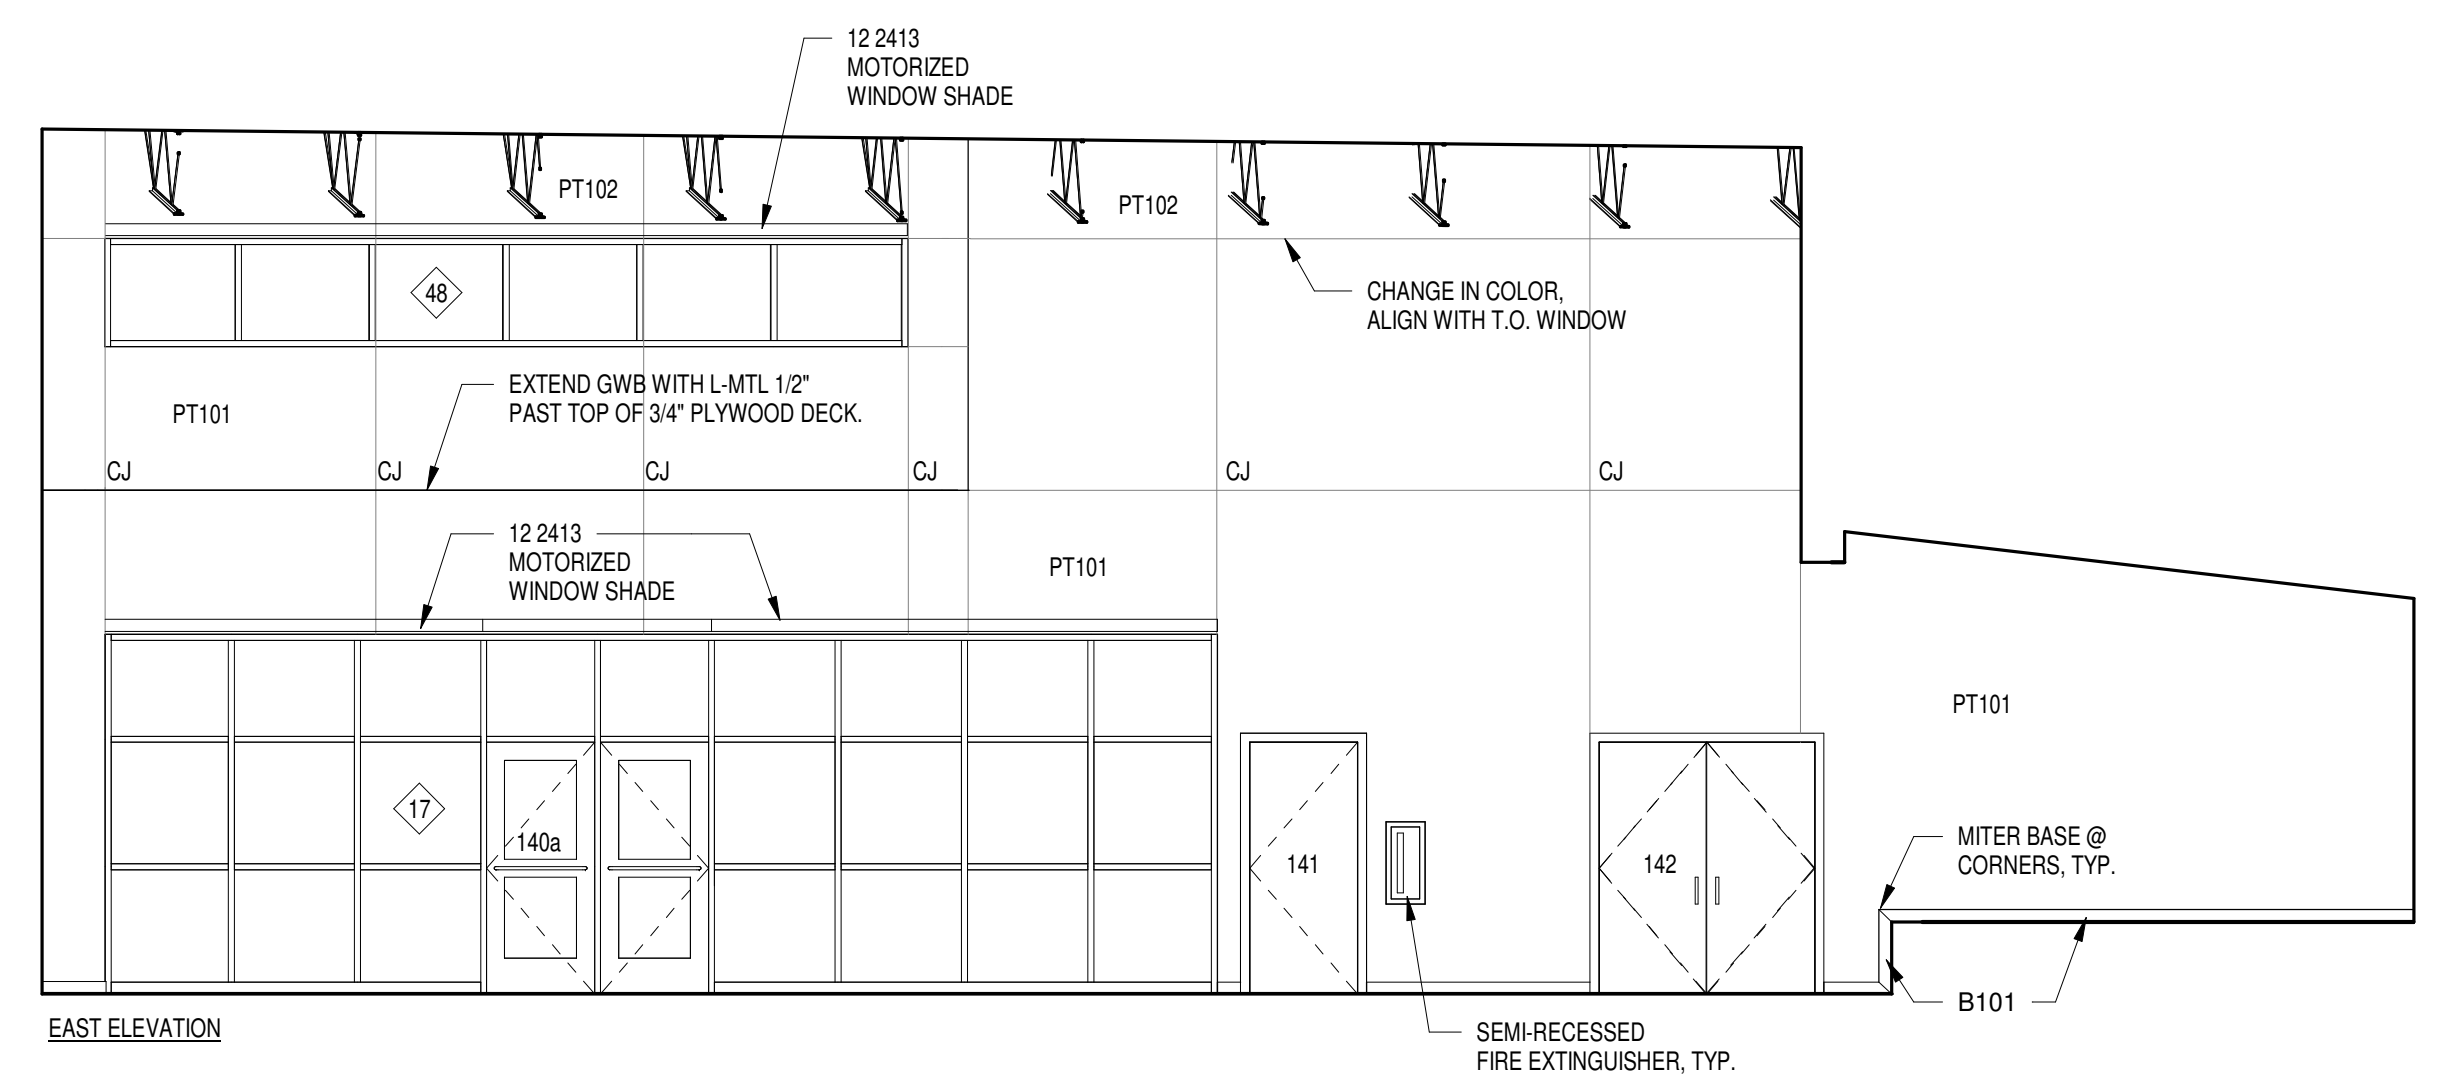 12 2413
MOTORIZED
WINDOW SHADE
PT102
PT102
48
CHANGE IN COLOR,
ALIGN WITH T.O. WINDOW
EXTEND GWB WITH L-MTL 1/2"
PAST TOP OF 3/4" PLYWOOD DECK.
PT101
CJ
CJ
CJ
CJ
CJ
CJ
12 2413
MOTORIZED
WINDOW SHADE
PT101
PT101
17
140a
141
142
MITER BASE @
CORNERS, TYP.
B101
EAST ELEVATION
SEMI-RECESSED
FIRE EXTINGUISHER, TYP.